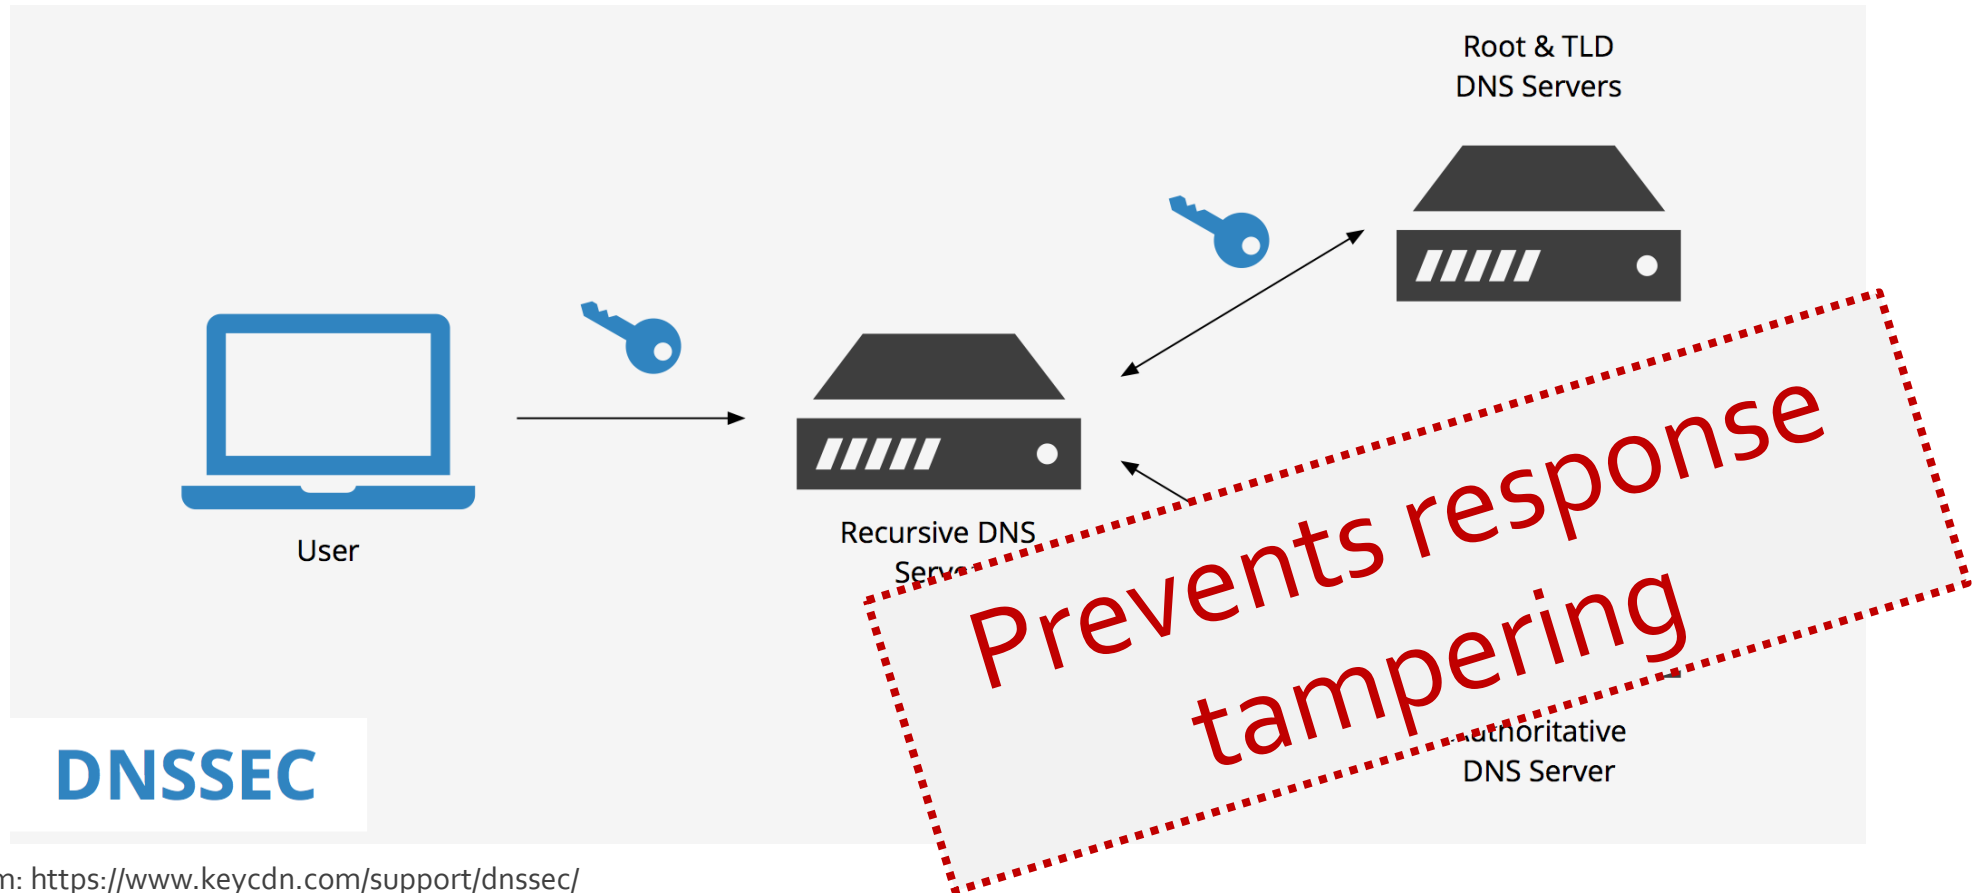 Root & TLD
DNS Servers
User
Recursive DNS
Prevents response
tampering
DNS Server
DNSSEC
https://www.keycdn.com/support/dnssec/